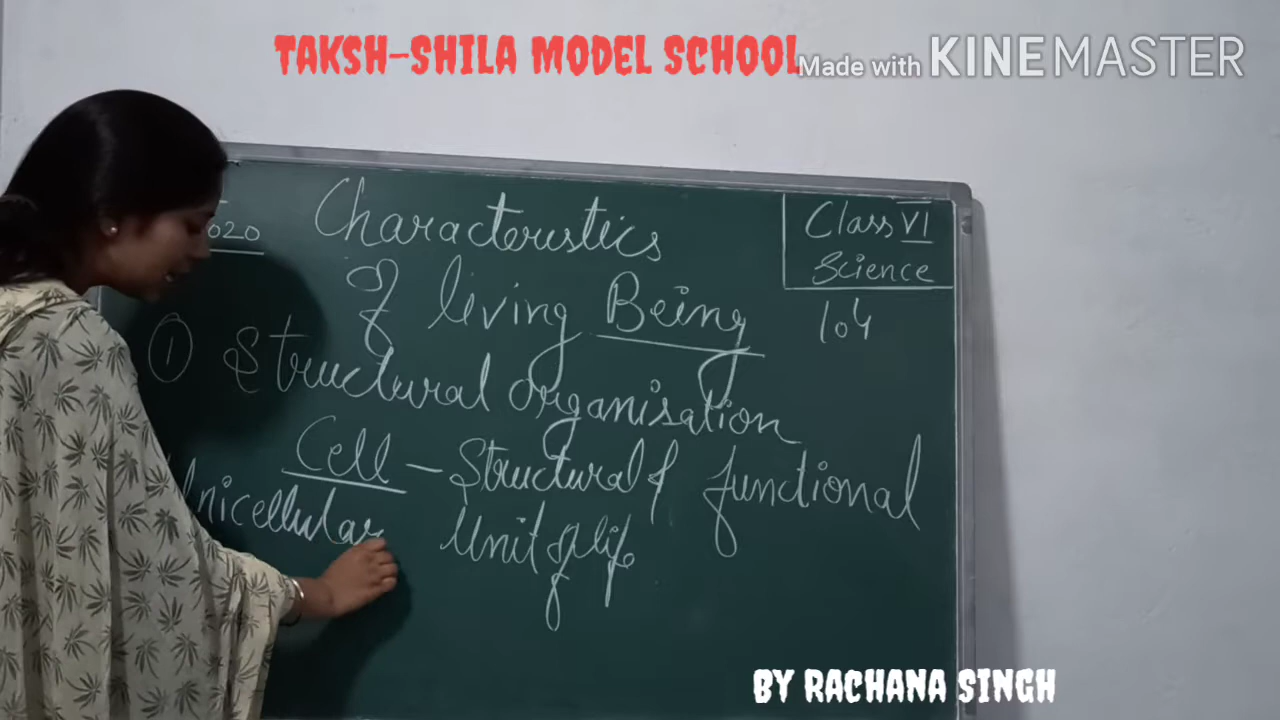 TAKSH-SHILA MODEL SCHOOL
Made with KINEMASTER
Class VI
Science
104
2020
Characteristics
of living Being
① Structural organisation
Cell - Structural & functional
Unit of life
Unicellular
BY RACHANA SINGH